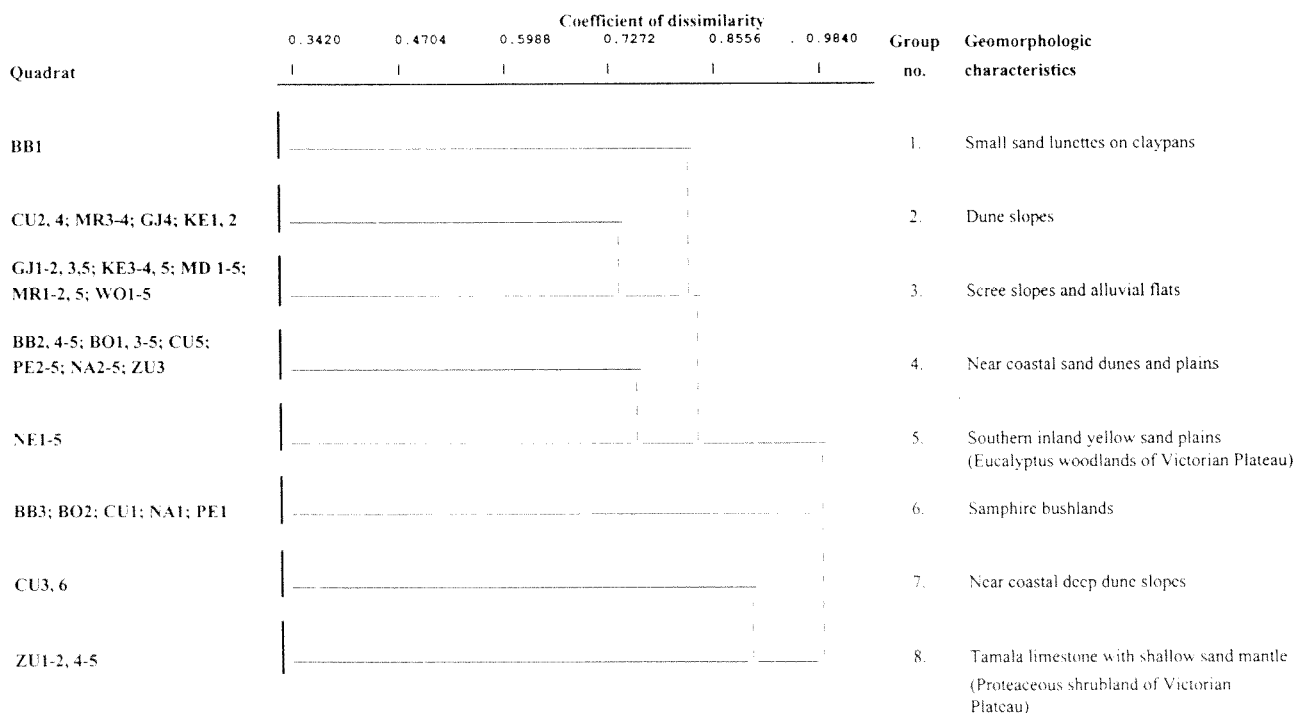 Coefficient of dissimilarity
0.3420 0.4704 0.5988 0.7272 0.8556 . 0.9840 Group Geomorphologic
Quadrat no. characteristics
BB1 1. Small sand lunettes on claypans
CU2, 4; MR3-4; GJ4; KE1, 2 2. Dune slopes
GJ1-2, 3,5; KE3-4, 5; MD 1-5;
MR1-2, 5; WO1-5 3. Scree slopes and alluvial flats
BB2, 4-5; BO1, 3-5; CU5;
PE2-5; NA2-5; ZU3 4. Near coastal sand dunes and plains
NE1-5 5. Southern inland yellow sand plains
(Eucalyptus woodlands of Victorian Plateau)
BB3; BO2; CU1; NA1; PE1 6. Samphire bushlands
CU3, 6 7. Near coastal deep dune slopes
ZU1-2, 4-5 8. Tamala limestone with shallow sand mantle
(Proteaceous shrubland of Victorian
Plateau)